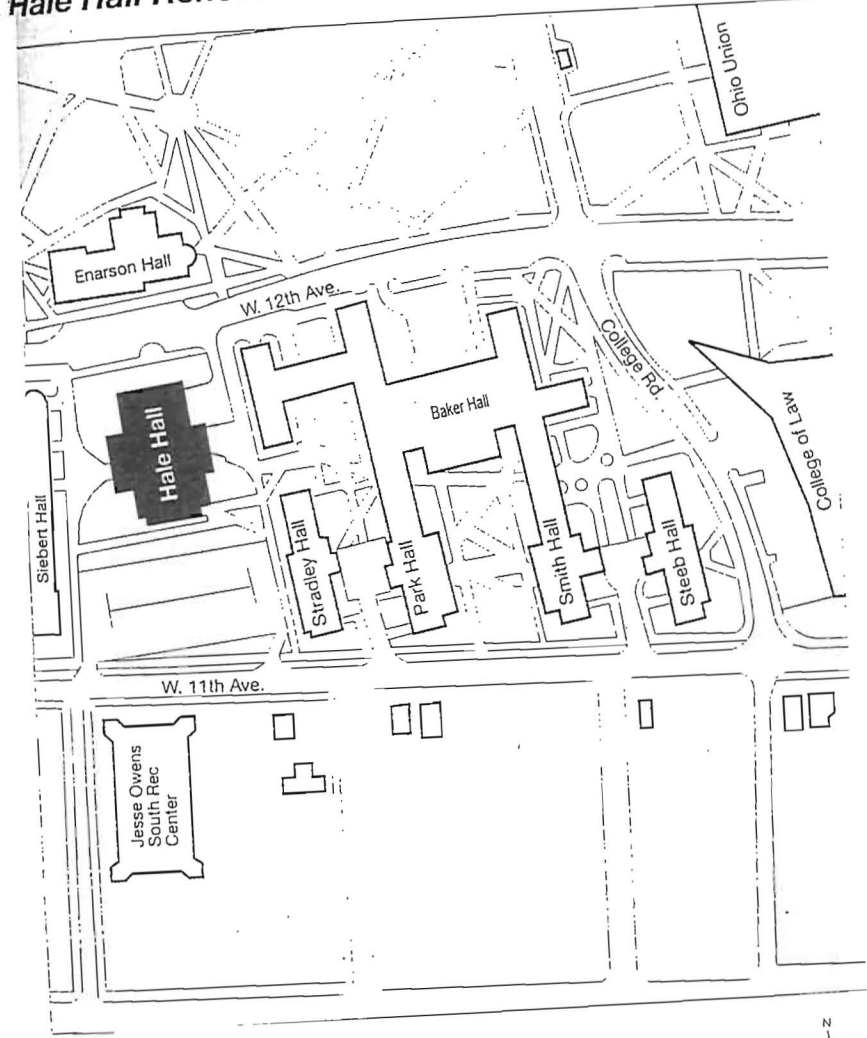 Hale Hall
Ohio Union
Enarson Hall
W. 12th Ave.
College Rd.
Baker Hall
Hale Hall
College of Law
Siebert Hall
Stradley Hall
Park Hall
Smith Hall
Steeb Hall
W. 11th Ave.
Jesse Owens
South Rec
Center
N